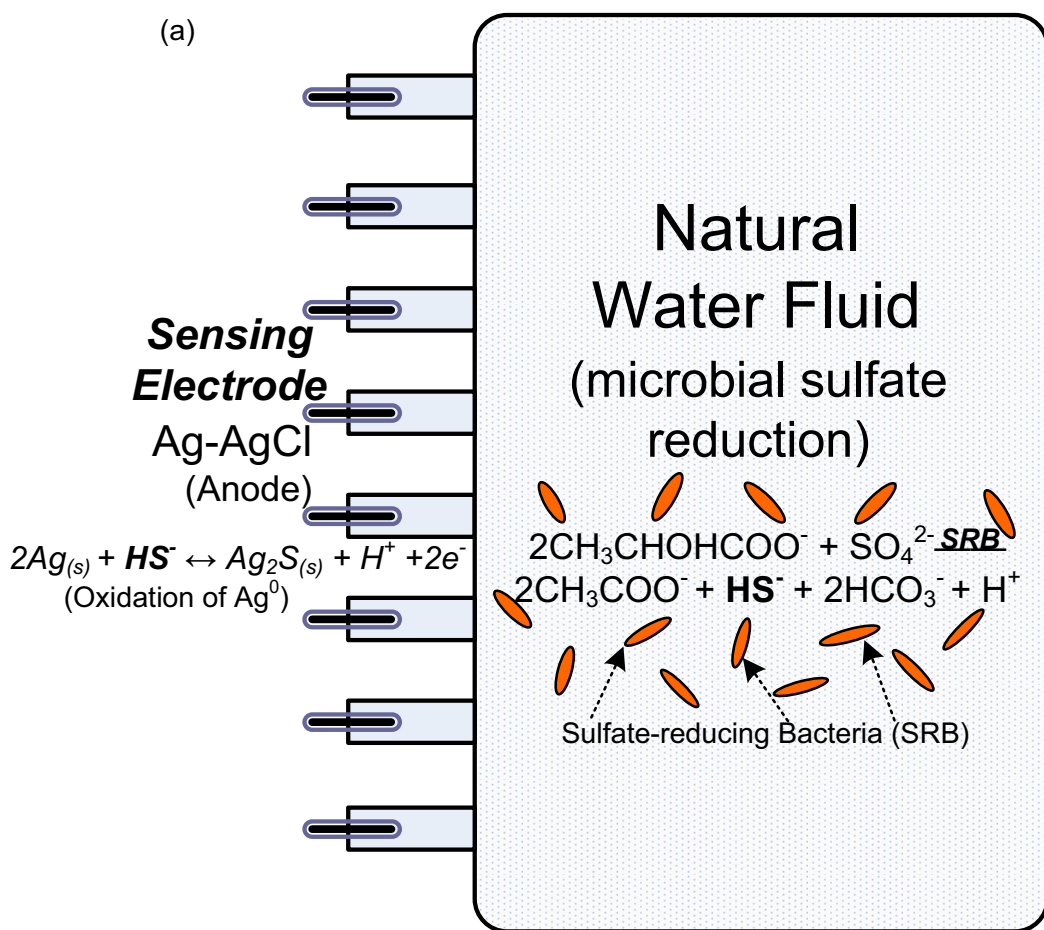 (a)
Natural
Water Fluid
(microbial sulfate
reduction)
Sensing
Electrode
Ag-AgCl
(Anode)
2Ag(s) + HS⁻ ↔ Ag₂S(s) + H⁺ +2e⁻
(Oxidation of Ag⁰)
2CH₃CHOHCOO⁻ + SO₄²⁻ SRB
2CH₃COO⁻ + HS⁻ + 2HCO₃⁻ + H⁺
Sulfate-reducing Bacteria (SRB)